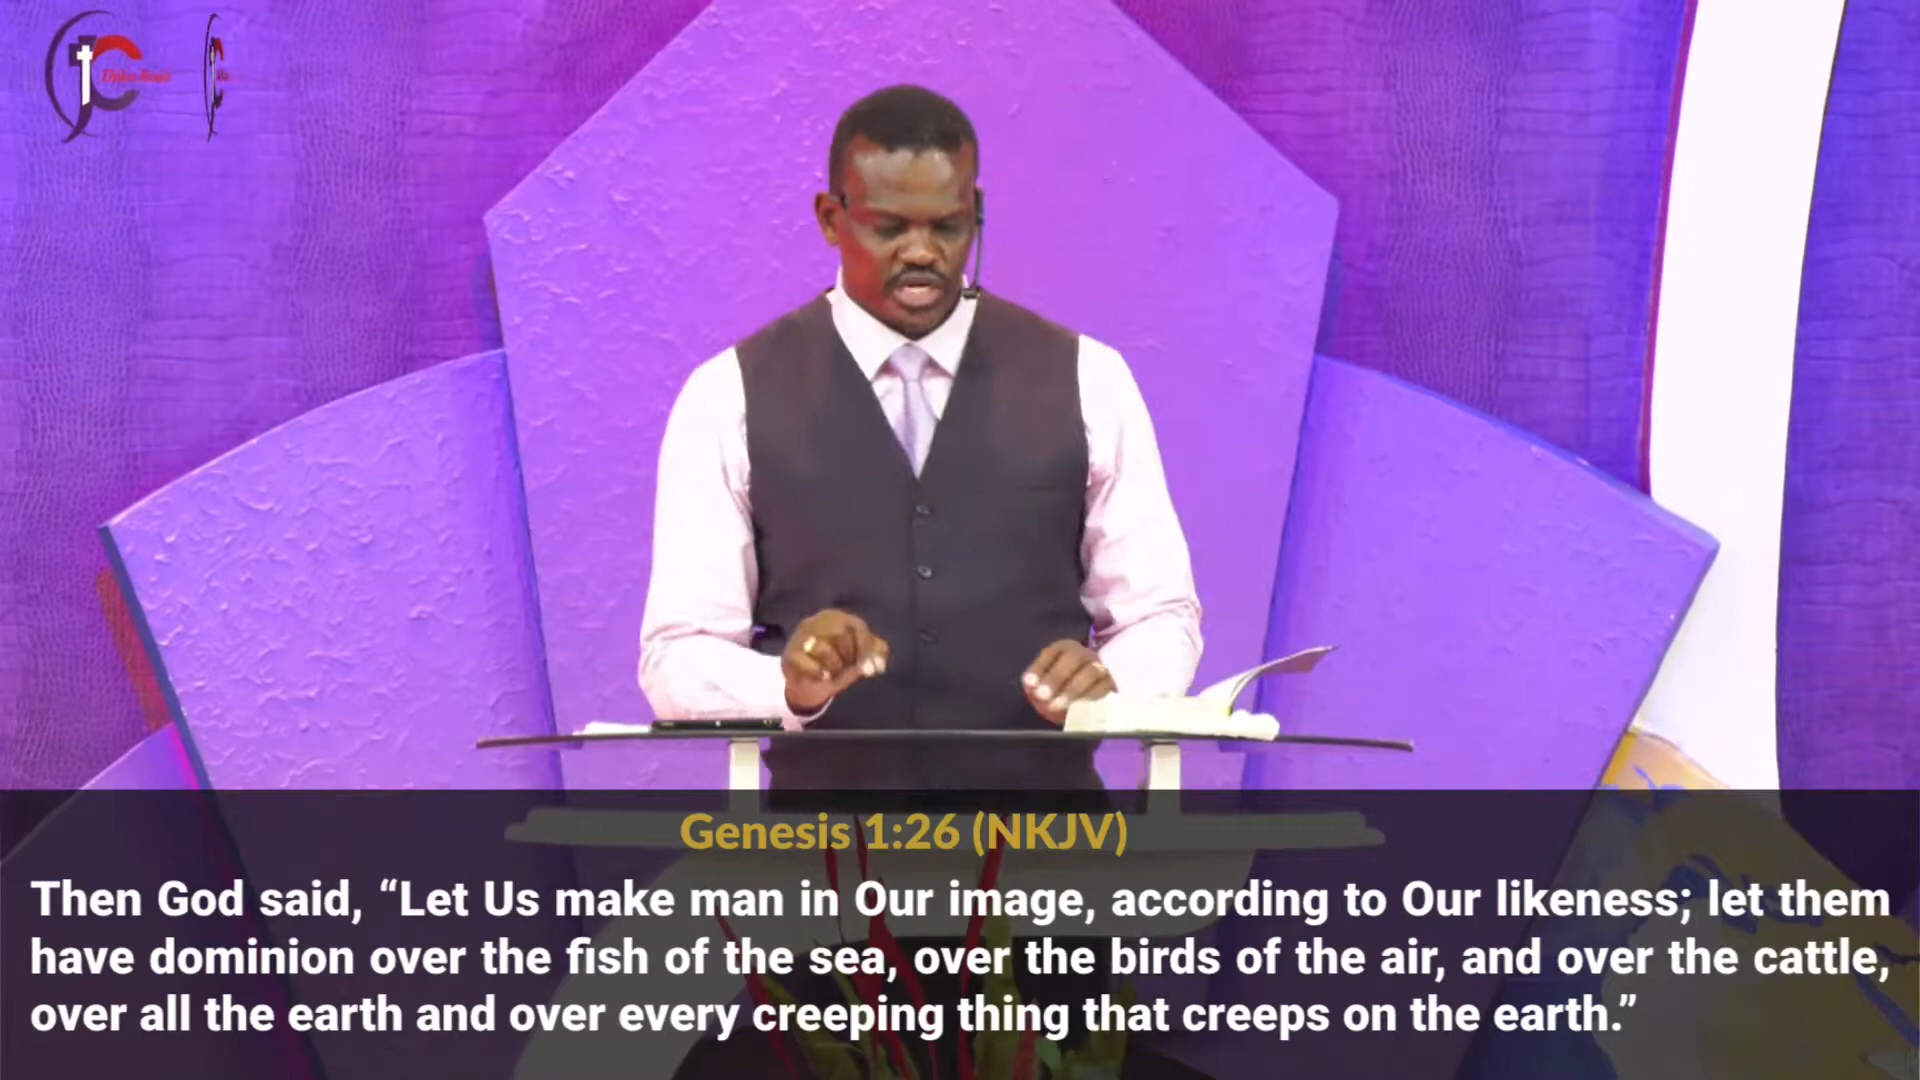 Genesis 1:26 (NKJV)
Then God said, “Let Us make man in Our image, according to Our likeness; let them
have dominion over the fish of the sea, over the birds of the air, and over the cattle,
over all the earth and over every creeping thing that creeps on the earth.”